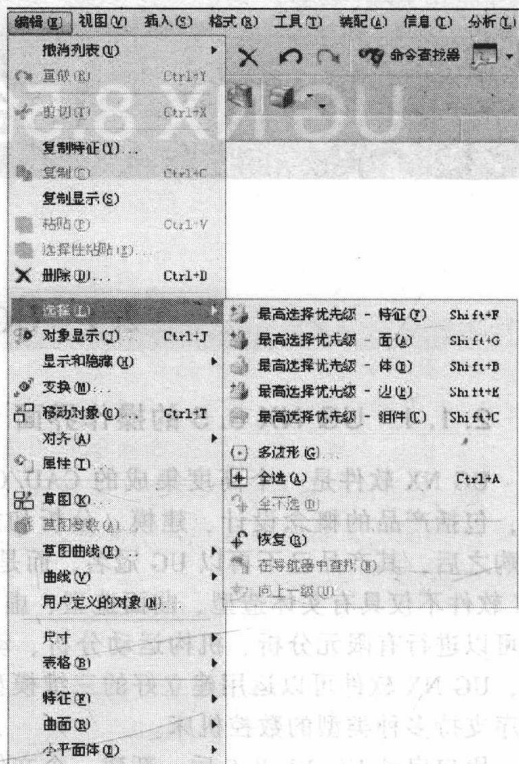 编辑(E) 视图(V) 插入(S) 格式(R) 工具(T) 装配(A) 信息(I) 分析(L)
命令查找器
撤消列表(U)
重做(R) Ctrl+Y
剪切(T) Ctrl+X
复制特征(Y)...
复制(C) Ctrl+C
复制显示(S)
粘贴(P) Ctrl+V
选择性粘贴(E)...
删除(D)... Ctrl+D
选择(L)
对象显示(J) Ctrl+J
显示和隐藏(H)
变换(M)...
移动对象(O)... Ctrl+T
对齐(A)
属性(I)
草图(K)...
草图参数(A)...
草图曲线(E)...
曲线(V)
用户定义的对象(N)...
尺寸
表格(B)
特征(F)
曲面(R)
小平面体(D)
最高选择优先级 - 特征(F) Shift+F
最高选择优先级 - 面(A) Shift+G
最高选择优先级 - 体(B) Shift+B
最高选择优先级 - 边(E) Shift+E
最高选择优先级 - 组件(C) Shift+C
多边形(G)...
全选(A) Ctrl+A
全不选(D)
恢复(R)
在导航器中查找(N)
向上一级(U)